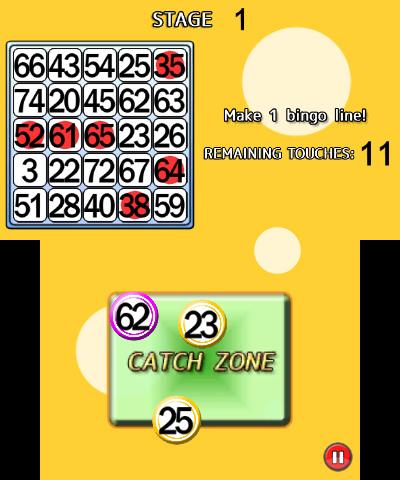 STAGE 1
66 43 54 25 35
74 20 45 62 63
52 61 65 23 26
3 22 72 67 64
51 28 40 38 59
Make 1 bingo line!
REMAINING TOUCHES: 11
62 23
CATCH ZONE
25